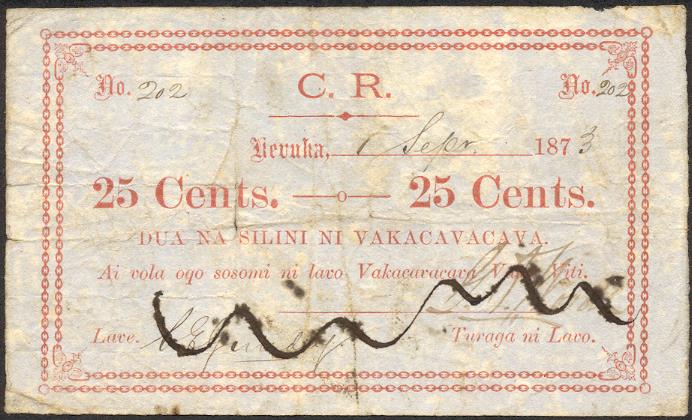 No. 202 C. R. No. 202
1 Sepr. 1873
25 Cents. —o— 25 Cents.
DUA NA SILINI NI VAKACAVACAVA.
Ai vola oqo sosomi ni lavo Vakacavacava Vaka Viti.
Lave. Turaga ni Lavo.